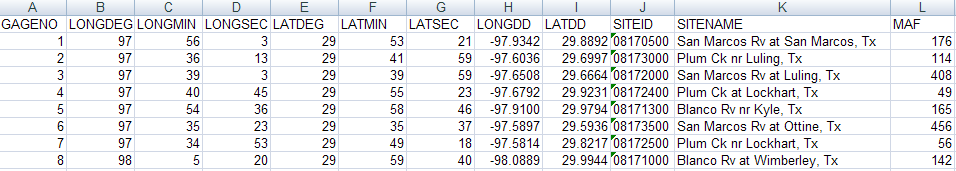 A B C D E F G H I J K L
GAGENO LONGDEG LONGMIN LONGSEC LATDEG LATMIN LATSEC LONGDD LATDD SITEID SITENAME MAF
1 97 56 3 29 53 21 -97.9342 29.8892 08170500 San Marcos Rv at San Marcos, Tx 176
2 97 36 13 29 41 59 -97.6036 29.6997 08173000 Plum Ck nr Luling, Tx 114
3 97 39 3 29 39 59 -97.6508 29.6664 08172000 San Marcos Rv at Luling, Tx 408
4 97 40 45 29 55 23 -97.6792 29.9231 08172400 Plum Ck at Lockhart, Tx 49
5 97 54 36 29 58 46 -97.9100 29.9794 08171300 Blanco Rv nr Kyle, Tx 165
6 97 35 23 29 35 37 -97.5897 29.5936 08173500 San Marcos Rv at Ottine, Tx 456
7 97 34 53 29 49 18 -97.5814 29.8217 08172500 Plum Ck nr Lockhart, Tx 56
8 98 5 20 29 59 40 -98.0889 29.9944 08171000 Blanco Rv at Wimberley, Tx 142